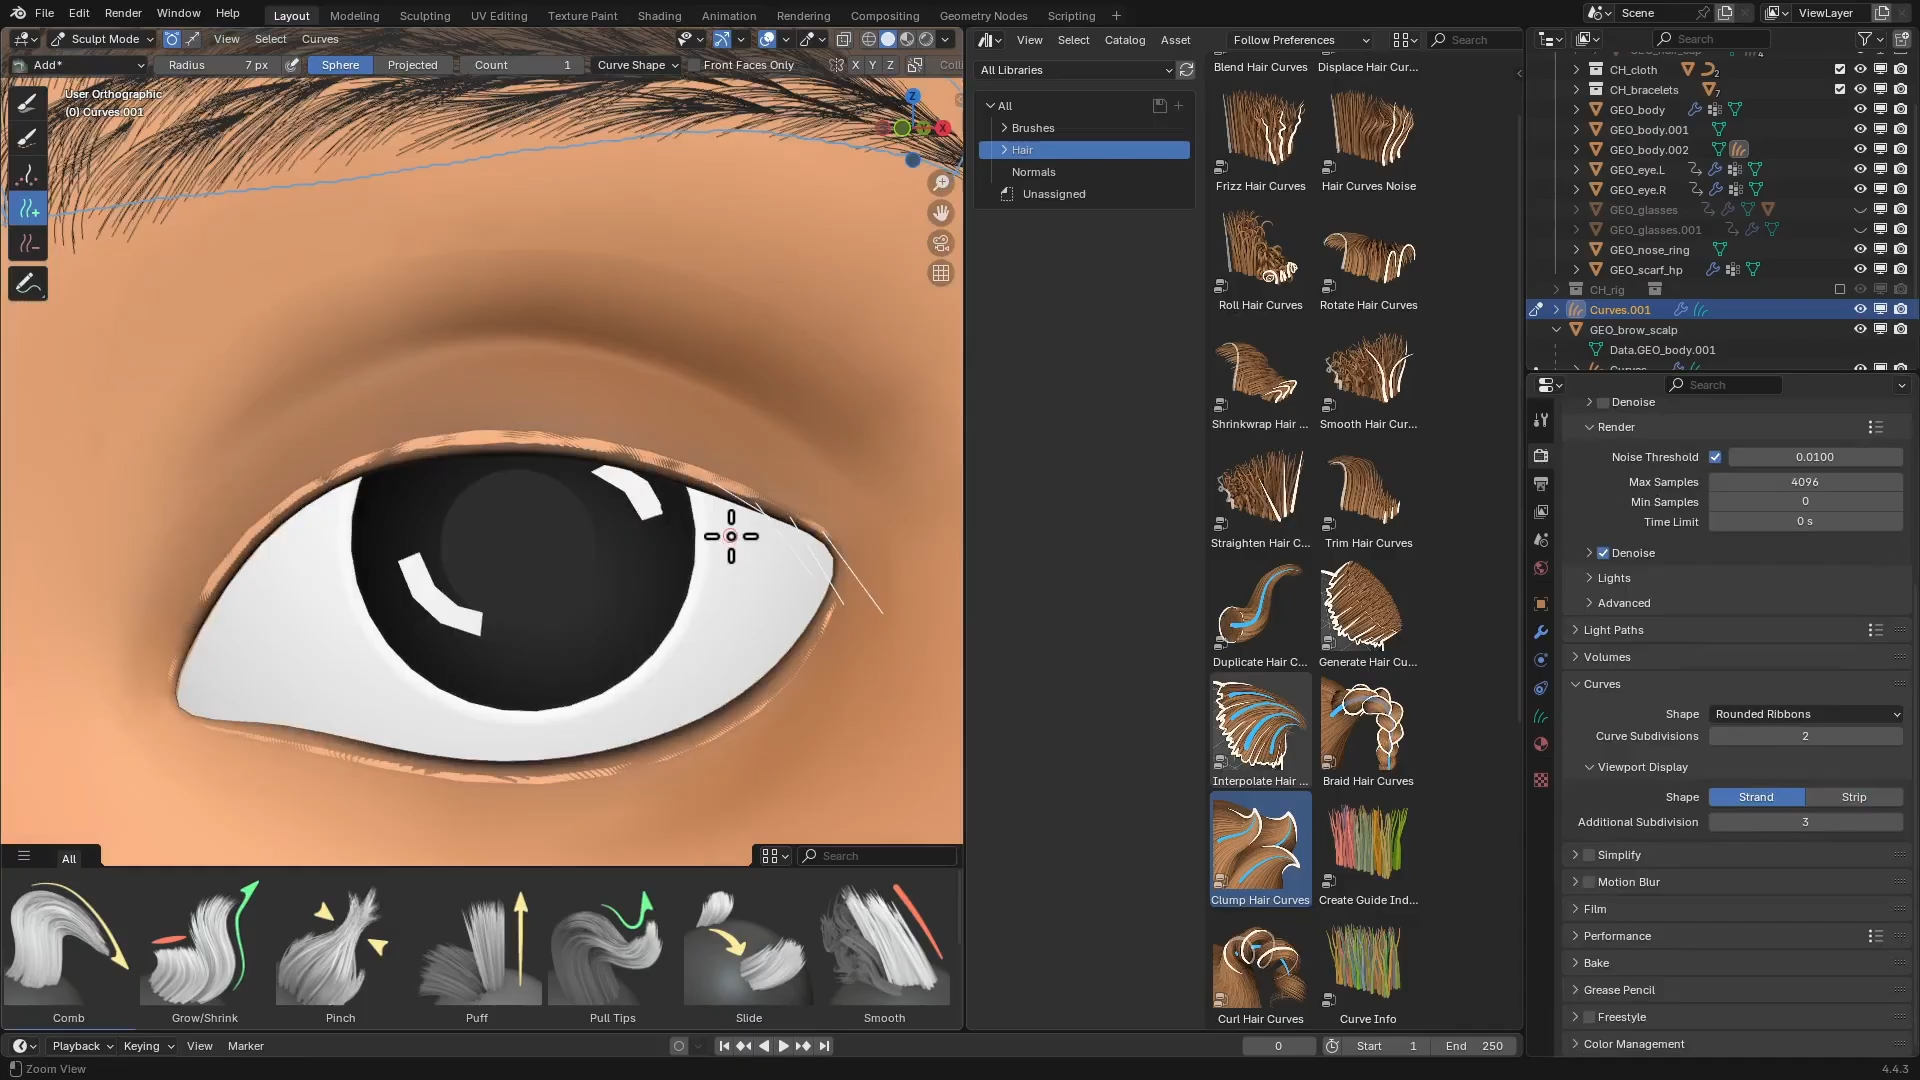 File Edit Render Window Help Layout Modeling Sculpting UV Editing Texture Paint Shading Animation Rendering Compositing Geometry Nodes Scripting Scene ViewLayer
Sculpt Mode View Select Curves
Add* Radius 7 px Sphere Projected Count 1 Curve Shape Front Faces Only X Y Z
User Orthographic
(0) Curves.001
Z
X
View Select Catalog Asset Follow Preferences Search
All Libraries
All
Brushes
Hair
Normals
Unassigned
Blend Hair Curves Displace Hair Cur...
Frizz Hair Curves Hair Curves Noise
Roll Hair Curves Rotate Hair Curves
Shrinkwrap Hair ... Smooth Hair Cur...
Straighten Hair C... Trim Hair Curves
Duplicate Hair C... Generate Hair Cu...
Interpolate Hair ... Braid Hair Curves
Clump Hair Curves Create Guide Ind...
Curl Hair Curves Curve Info
Search
CH_cloth 2
CH_bracelets 7
GEO_body
GEO_body.001
GEO_body.002
GEO_eye.L
GEO_eye.R
GEO_glasses
GEO_glasses.001
GEO_nose_ring
GEO_scarf_hp
CH_rig
Curves.001
GEO_brow_scalp
Data.GEO_body.001
Search
Denoise
Render
Noise Threshold 0.0100
Max Samples 4096
Min Samples 0
Time Limit 0 s
Denoise
Lights
Advanced
Light Paths
Volumes
Curves
Shape Rounded Ribbons
Curve Subdivisions 2
Viewport Display
Shape Strand Strip
Additional Subdivision 3
Simplify
Motion Blur
Film
Performance
Bake
Grease Pencil
Freestyle
Color Management
All Search
Comb Grow/Shrink Pinch Puff Pull Tips Slide Smooth
Playback Keying View Marker 0 Start 1 End 250
Zoom View 4.4.3